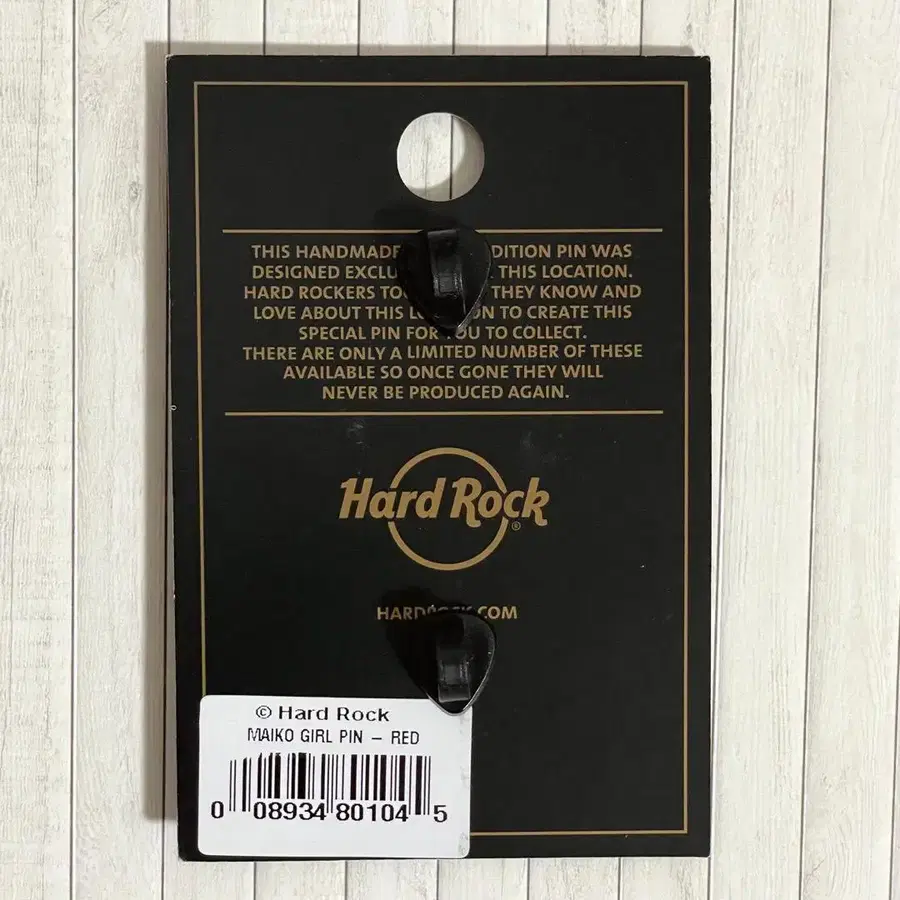 THIS HANDMADE DITION PIN WAS
DESIGNED EXCLU THIS LOCATION.
HARD ROCKERS TO THEY KNOW AND
LOVE ABOUT THIS LO ON TO CREATE THIS
SPECIAL PIN FOR YOU TO COLLECT.
THERE ARE ONLY A LIMITED NUMBER OF THESE
AVAILABLE SO ONCE GONE THEY WILL
NEVER BE PRODUCED AGAIN.
Hard Rock®
HARDROCK.COM
© Hard Rock
MAIKO GIRL PIN – RED
0 08934 80104 5